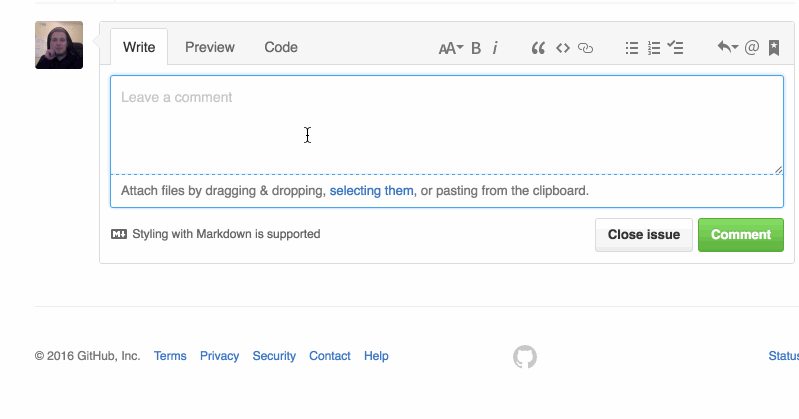 Write Preview Code AA B i @
Leave a comment
Attach files by dragging & dropping, selecting them, or pasting from the clipboard.
M↓ Styling with Markdown is supported Close issue Comment
© 2016 GitHub, Inc. Terms Privacy Security Contact Help Status